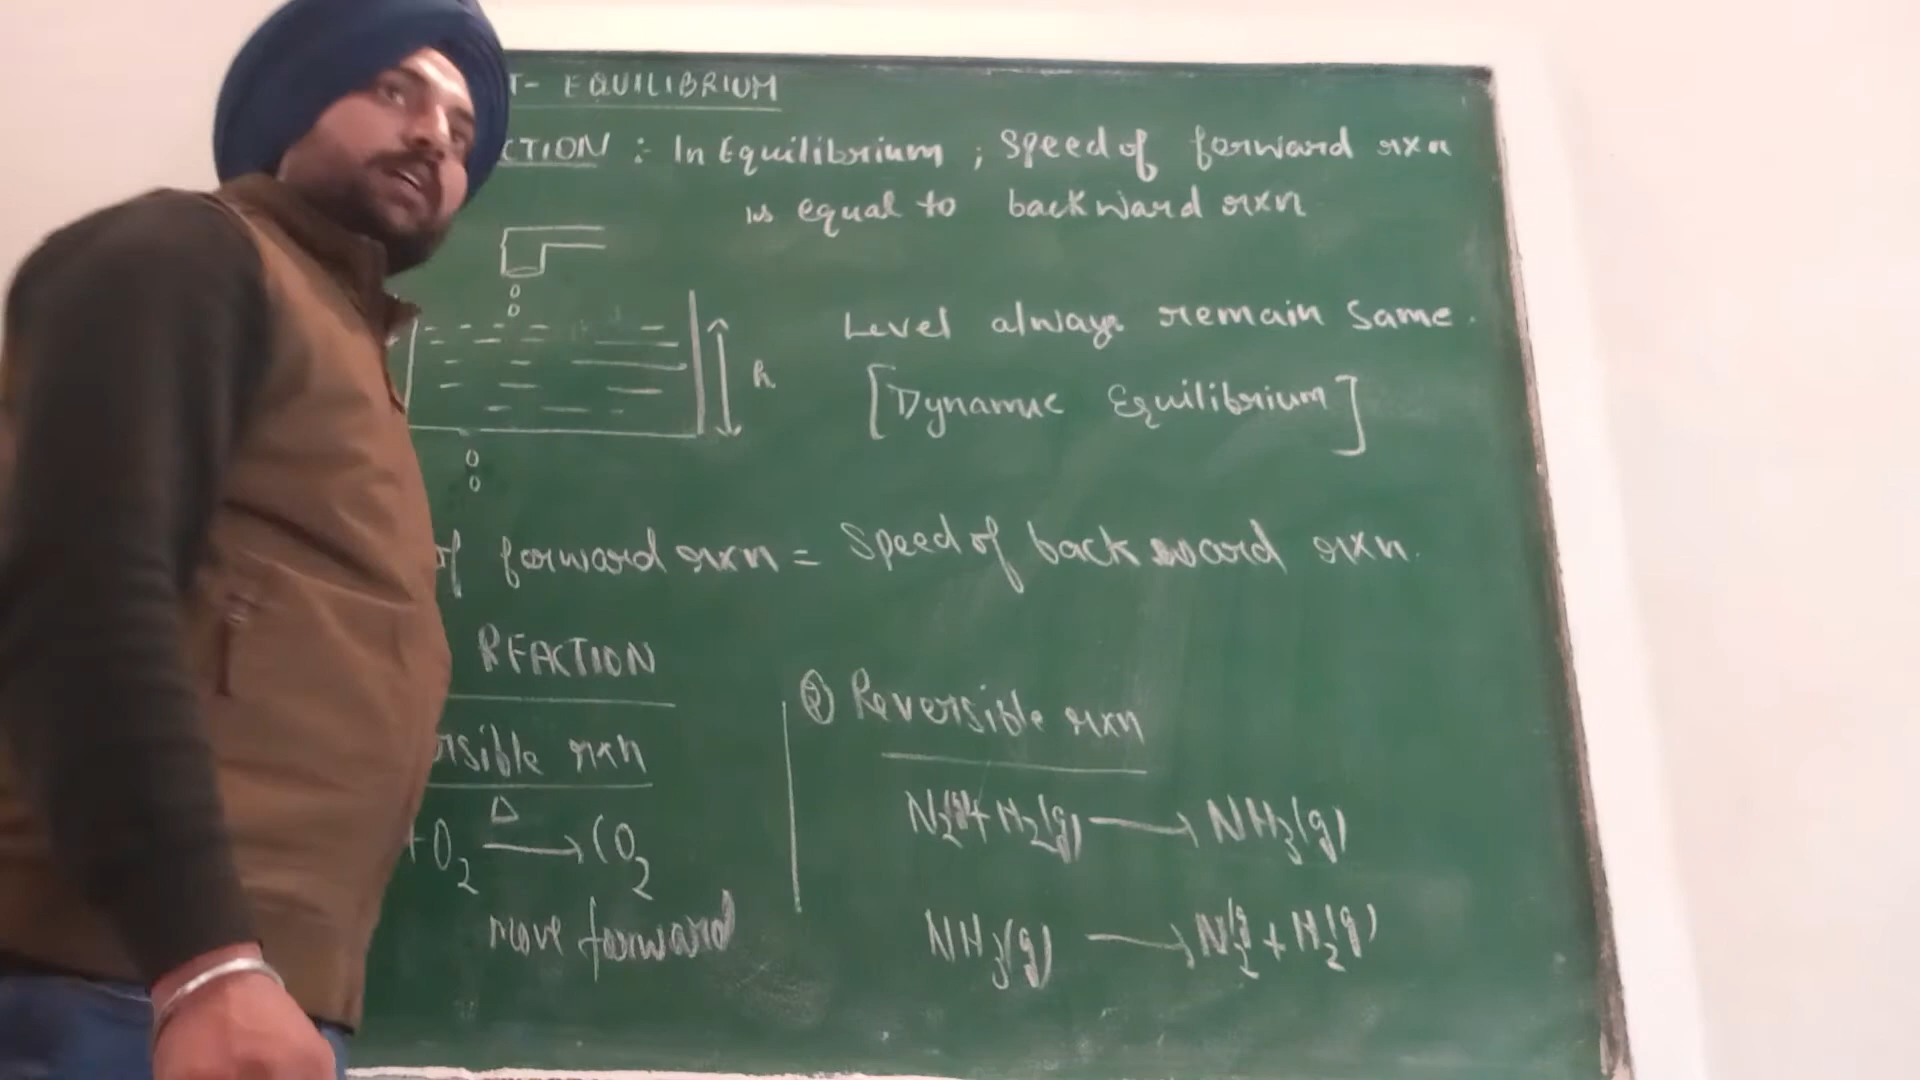 T- EQUILIBRIUM
CTION :- In Equilibrium ; Speed of forward rxn
is equal to backward rxn
h
Level always remain Same.
[Dynamic Equilibrium]
of forward rxn = Speed of backward rxn.
REACTION
rsible rxn
Δ
+O₂ ⟶ CO₂
move forward
② Reversible rxn
N₂(g) + H₂(g) ⟶ NH₃(g)
NH₃(g) ⟶ N₂(g) + H₂(g)